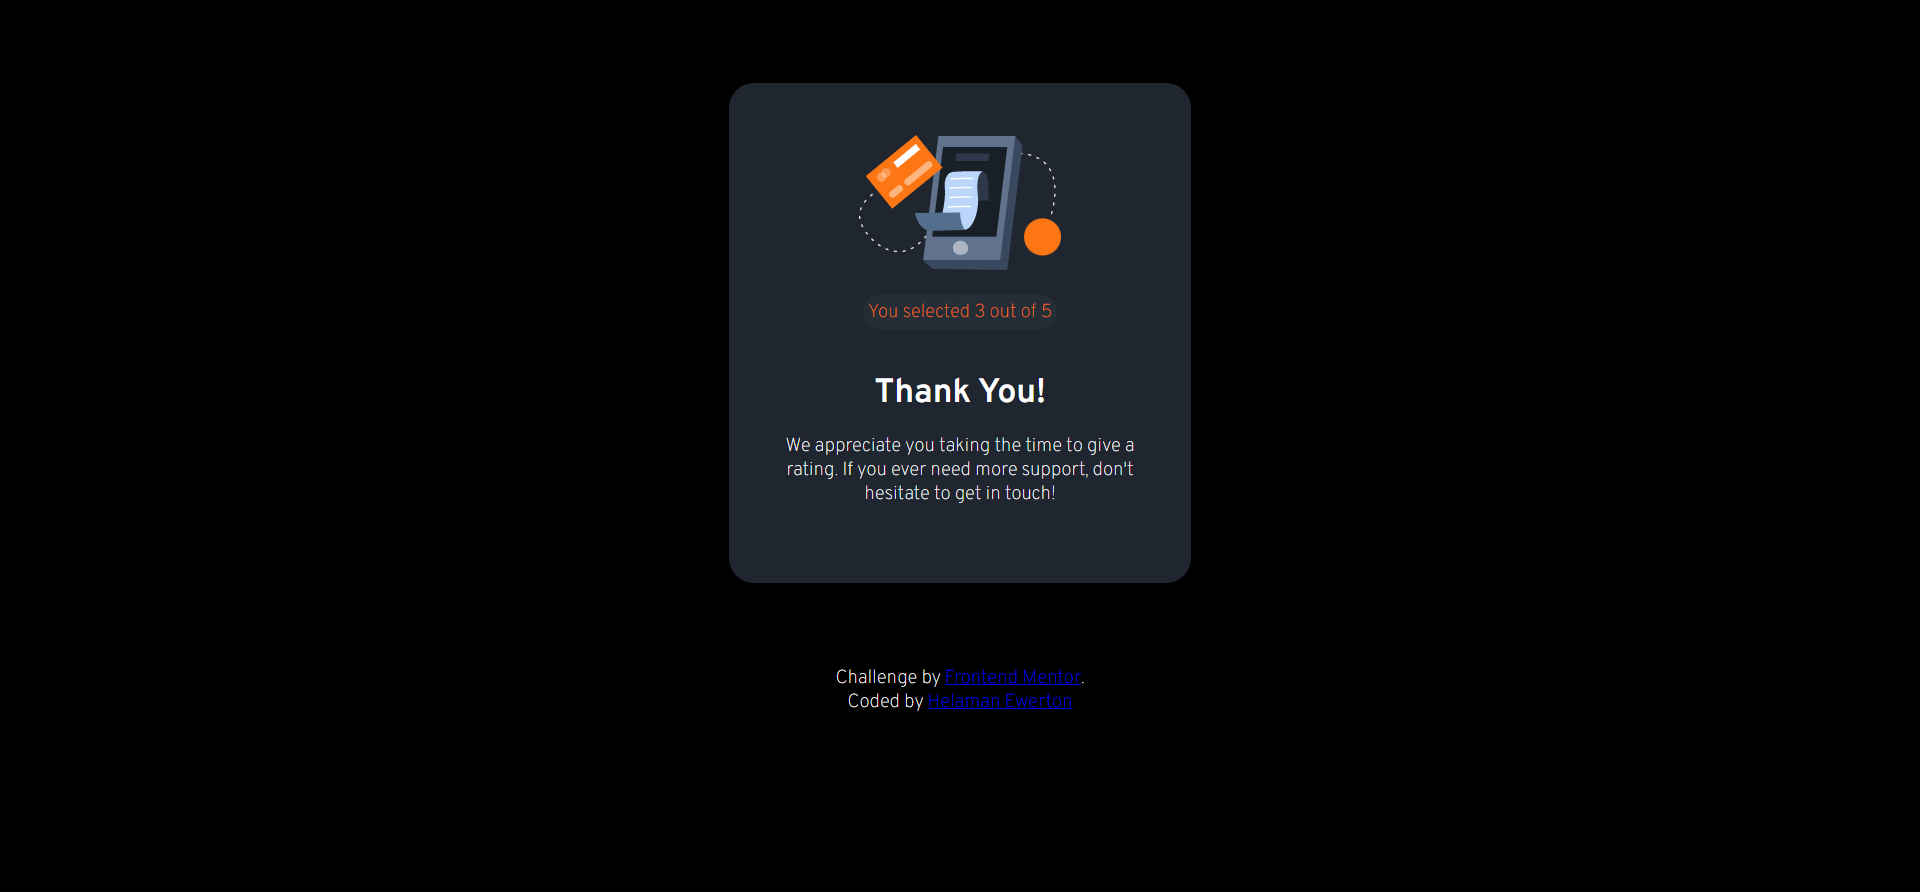 You selected 3 out of 5
Thank You!
We appreciate you taking the time to give a
rating. If you ever need more support, don't
hesitate to get in touch!
Challenge by Frontend Mentor.
Coded by Helaman Ewerton